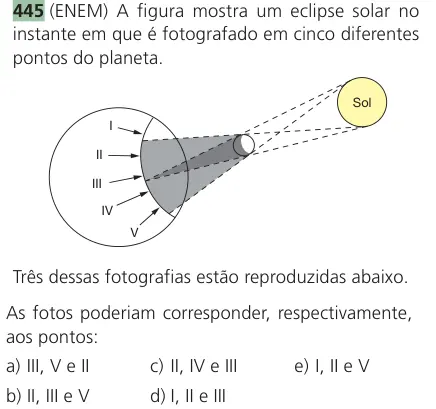 445 (ENEM) A figura mostra um eclipse solar no
instante em que é fotografado em cinco diferentes
pontos do planeta.
Sol
I
II
III
IV
V
Três dessas fotografias estão reproduzidas abaixo.
As fotos poderiam corresponder, respectivamente,
aos pontos:
a) III, V e II c) II, IV e III e) I, II e V
b) II, III e V d) I, II e III